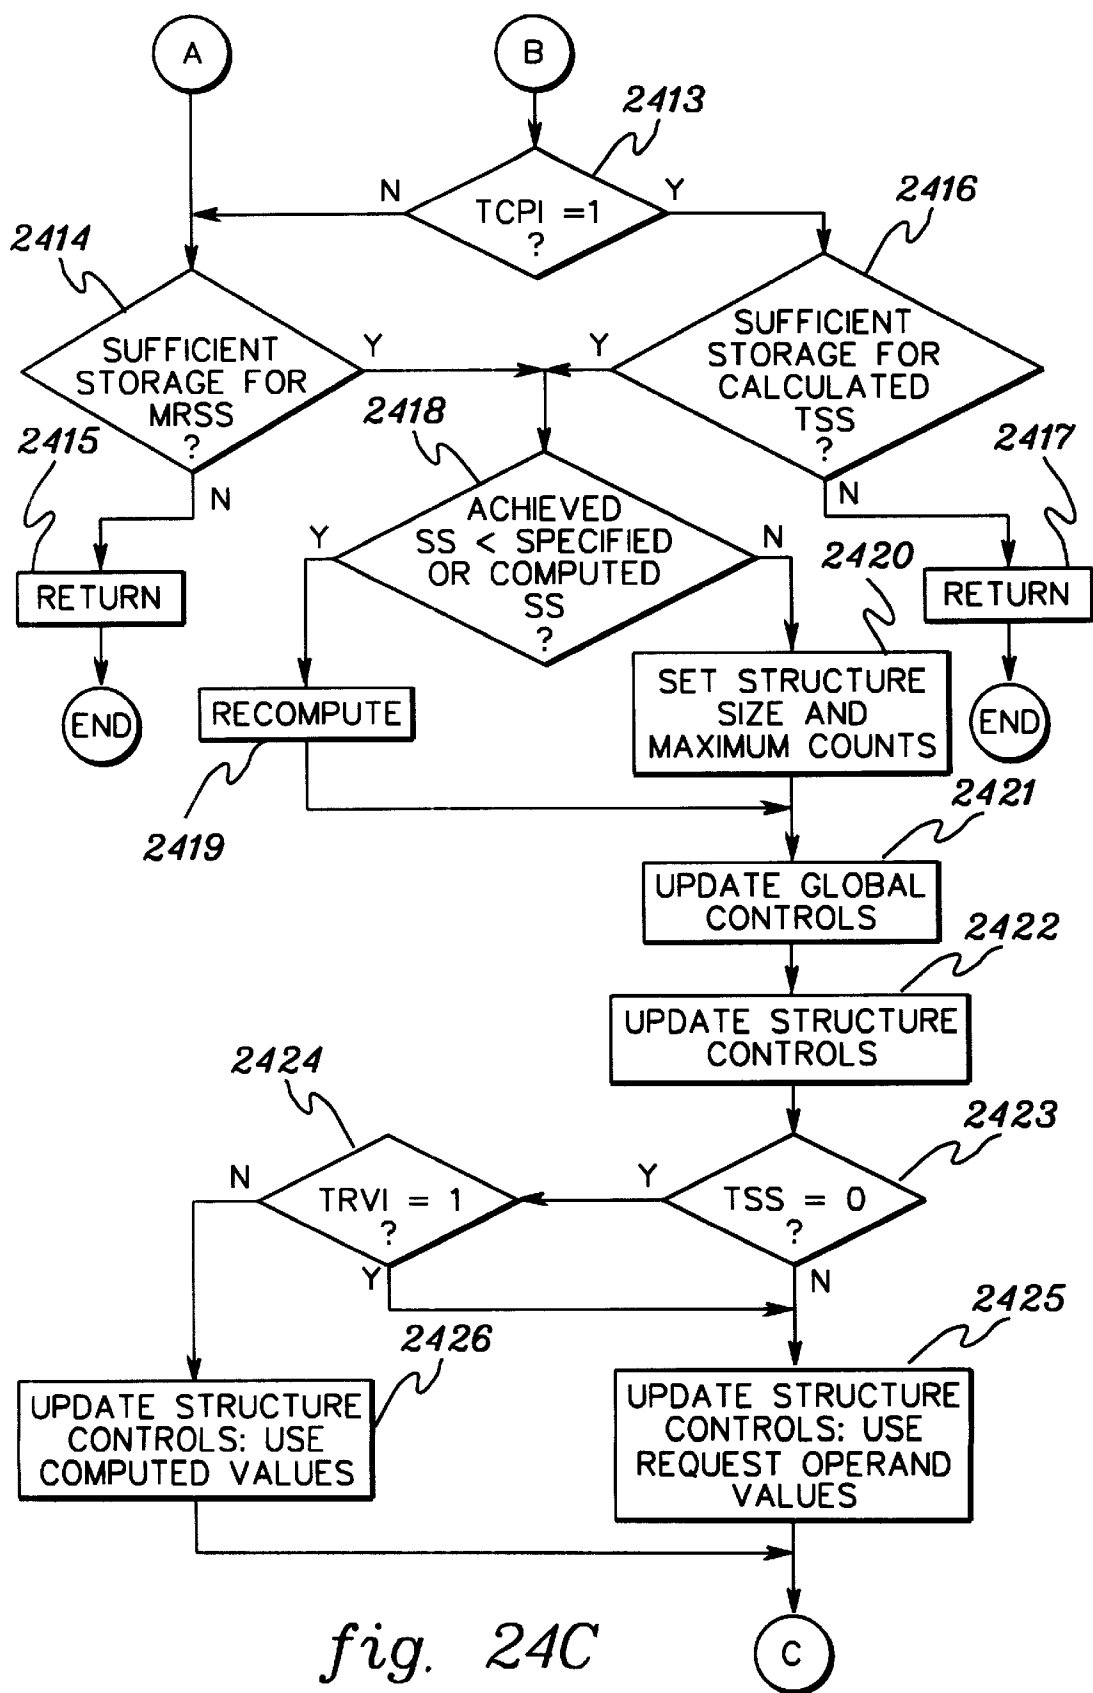 A
B
2413
N
TCPI =1
?
Y
2416
2414
SUFFICIENT
STORAGE FOR
MRSS
?
Y
Y
SUFFICIENT
STORAGE FOR
CALCULATED
TSS
?
2418
2415
N
N
2417
ACHIEVED
SS < SPECIFIED
OR COMPUTED
SS
?
Y
N
2420
RETURN
RETURN
END
RECOMPUTE
SET STRUCTURE
SIZE AND
MAXIMUM COUNTS
END
2419
2421
UPDATE GLOBAL
CONTROLS
2422
UPDATE STRUCTURE
CONTROLS
2424
2423
N
TRVI = 1
?
Y
Y
TSS = 0
?
N
2426
2425
UPDATE STRUCTURE
CONTROLS: USE
COMPUTED VALUES
UPDATE STRUCTURE
CONTROLS: USE
REQUEST OPERAND
VALUES
fig. 24C
C